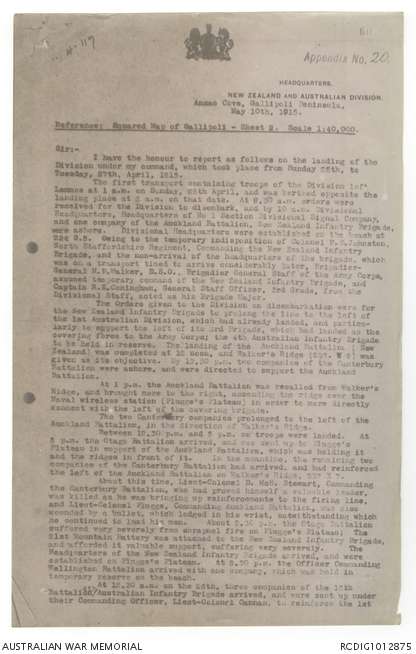 H.119
Appendix No. 20.
HEADQUARTERS,
NEW ZEALAND AND AUSTRALIAN DIVISION.
Anzac Cove, Gallipoli Peninsula,
May 10th, 1915.
Reference: Squared Map of Gallipoli - Sheet 2. Scale 1:40,000.
Sir:-
I have the honour to report as follows on the landing of the
Division under my command, which took place from Sunday 25th, to
Tuesday, 27th, April, 1915.
The first transport containing troops of the Division left
Lemnos at 1 a.m. on Sunday, 25th April, and was berthed opposite the
landing place at 5 a.m. on that date. At 8.30 a.m. orders were
received for the Division to disembark, and by 10 a.m. Divisional
Headquarters, Headquarters of No 1 Section Divisional Signal Company,
and one company of the Auckland Battalion, New Zealand Infantry Brigade,
were ashore. Divisional Headquarters were established on the beach at
Owing to the temporary indisposition of Colonel F.E. Johnston,
North Staffordshire Regiment, Commanding the New Zealand Infantry
Brigade, and the non-arrival of the headquarters of the brigade, which
was on a transport timed to arrive considerably later, Brigadier-
General H.B. Walker, D.S.O., Brigadier General Staff of the Army Corps,
assumed temporary command of the New Zealand Infantry Brigade, and
Captain General Staff Officer, 3rd Grade, from the
Divisional Staff, acted as his Brigade Major.
The Orders given to the Division on disembarkation were for
the New Zealand Infantry Brigade to prolong the line to the left of
the 1st Australian Division, which had already landed, and particu-
larly to support the left of its 3rd Brigade, which had landed as the
covering force to the Army Corps; the 4th Australian Infantry Brigade
to be held in reserve. The landing of the Auckland Battalion (New
Zealand) was completed at 12 noon, and Walker's Ridge
given as its objective. By 12.30 p.m. two companies of the Canterbury
Battalion were ashore, and were directed to support the Auckland
Battalion.
At 1 p.m. the Auckland Battalion was recalled from Walker's
Ridge, and brought more to the right, ascending the ridge over the
Naval wireless station (Plugge's Plateau), in order to more directly
connect with the left of the covering brigade.
The two Canterbury companies prolonged to the left of the
Auckland Battalion, in the direction of Walker's Ridge.
Between 12.30 p.m. and 5 p.m. no troops were landed. At
5 p.m. the Otago Battalion arrived, and was sent up to Plugge's
Plateau in support of the Auckland Battalion, which was holding it
and the ridges in front of it. In the meantime, the remaining two
companies of the Canterbury Battalion had arrived, and had reinforced
the left of the Auckland Battalion on Walker's Ridge,
About this time, Lieut-Colonel D. McB. Stewart, Commanding
the Canterbury Battalion, who had proved himself a valuable leader,
was killed as he was bringing up reinforcements to the firing line,
and Lieut-Colonel Plugge, Commanding Auckland Battalion, was also
wounded by a bullet, which lodged in his wrist, notwithstanding which
he continued to lead his men. About 5.30 p.m. the Otago Battalion
suffered very severely from shrapnel fire on Plugge's Plateau; The
21st Mountain Battery was attached to the New Zealand Infantry Brigade,
and afforded it valuable support, suffering very severely. The
Headquarters of the New Zealand Infantry Brigade arrived, and were
established on Plugge's Plateau. At 8.30 p.m. the Officer Commanding
Wellington Battalion arrived with one company, which was held in
temporary reserve on the beach.
At 12.30 a.m. on the 26th, three companies of the 15th
Battalion/Australian Infantry Brigade arrived, and were sent up under
their Commanding Officer, Lieut-Colonel Cannan, to reinforce the 1st
AUSTRALIAN WAR MEMORIAL
RCDIG1012875